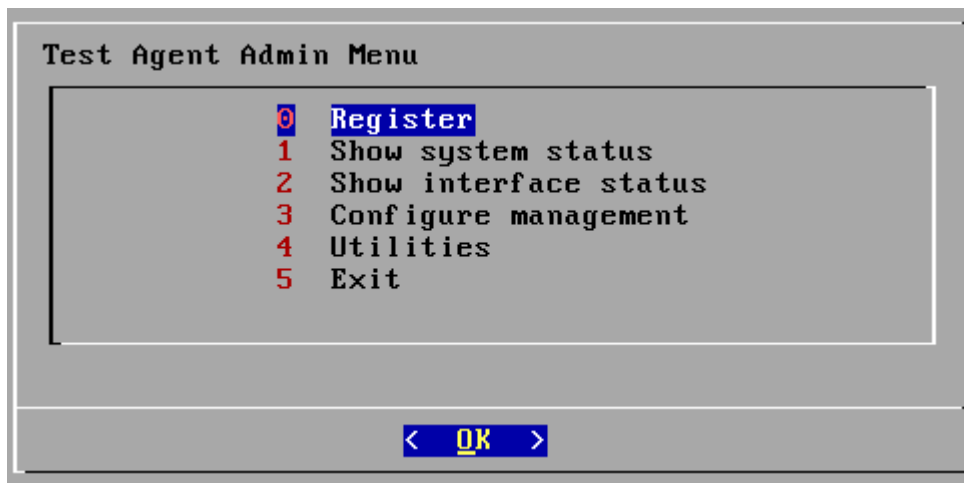 Test Agent Admin Menu
0 Register
1 Show system status
2 Show interface status
3 Configure management
4 Utilities
5 Exit
< OK >